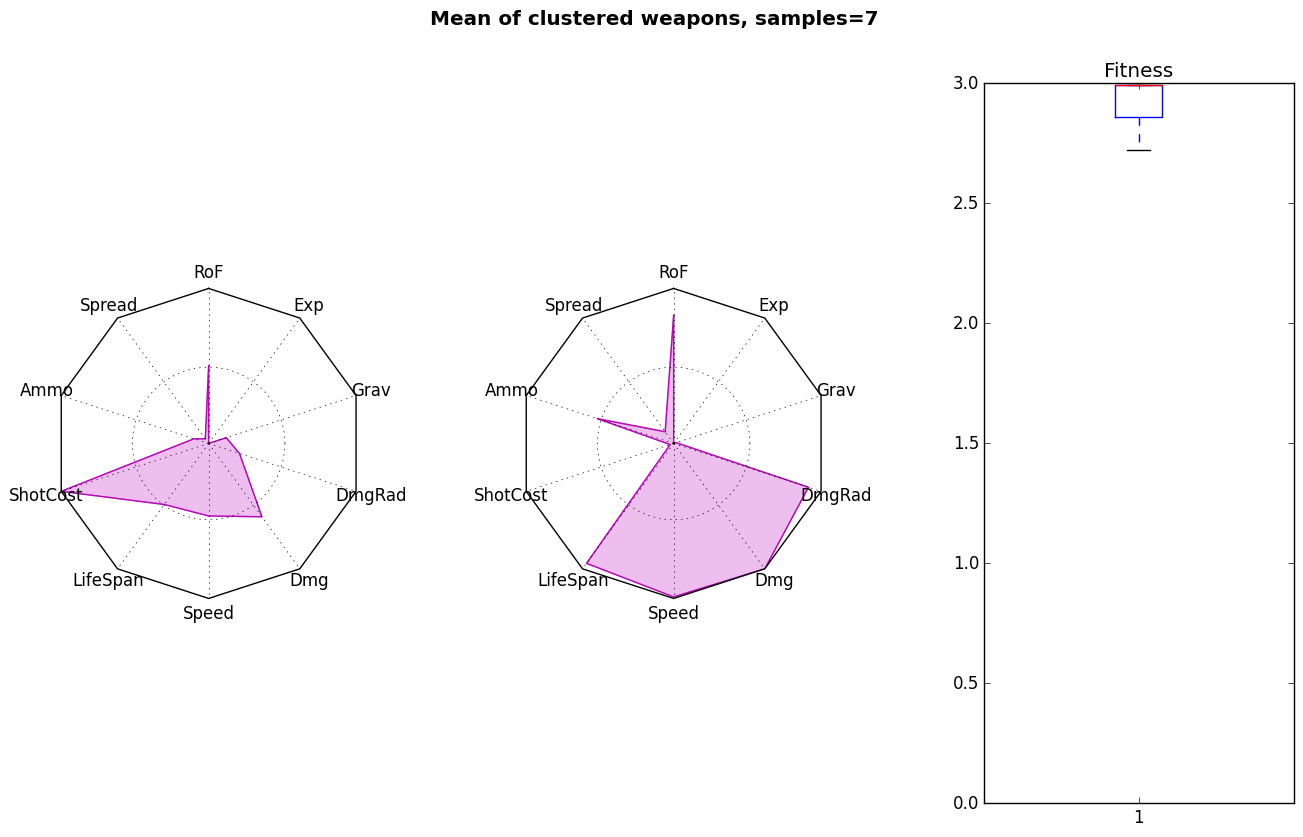 Mean of clustered weapons, samples=7
RoF
Exp
Grav
DmgRad
Dmg
Speed
LifeSpan
ShotCost
Ammo
Spread
RoF
Exp
Grav
DmgRad
Dmg
Speed
LifeSpan
ShotCost
Ammo
Spread
Fitness
3.0
2.5
2.0
1.5
1.0
0.5
0.0
1